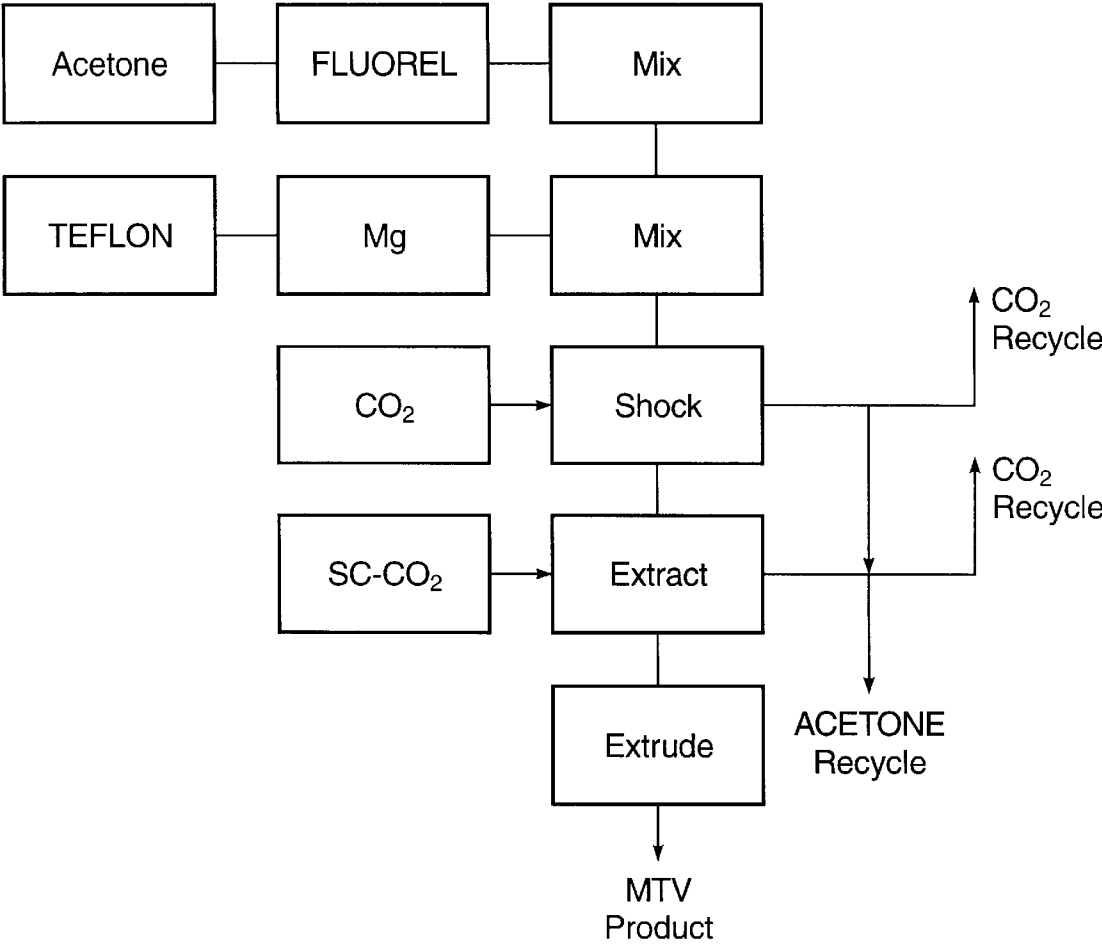 Acetone
FLUOREL
Mix
TEFLON
Mg
Mix
CO₂
Recycle
CO₂
Shock
CO₂
Recycle
SC-CO₂
Extract
Extrude
ACETONE
Recycle
MTV
Product